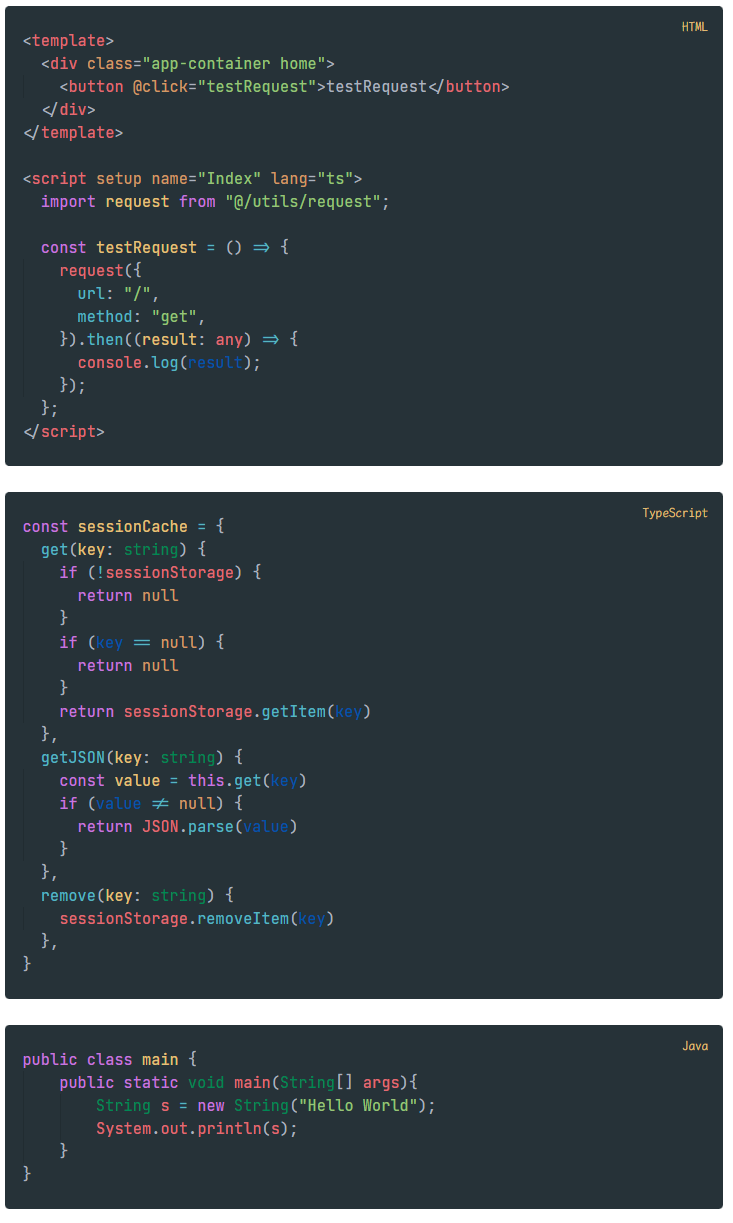 HTML
<template>
  <div class="app-container home">
    <button @click="testRequest">testRequest</button>
  </div>
</template>

<script setup name="Index" lang="ts">
  import request from "@/utils/request";

  const testRequest = () => {
    request({
      url: "/",
      method: "get",
    }).then((result: any) => {
      console.log(result);
    });
  };
</script>

TypeScript
const sessionCache = {
  get(key: string) {
    if (!sessionStorage) {
      return null
    }
    if (key == null) {
      return null
    }
    return sessionStorage.getItem(key)
  },
  getJSON(key: string) {
    const value = this.get(key)
    if (value != null) {
      return JSON.parse(value)
    }
  },
  remove(key: string) {
    sessionStorage.removeItem(key)
  },
}

Java
public class main {
    public static void main(String[] args){
        String s = new String("Hello World");
        System.out.println(s);
    }
}